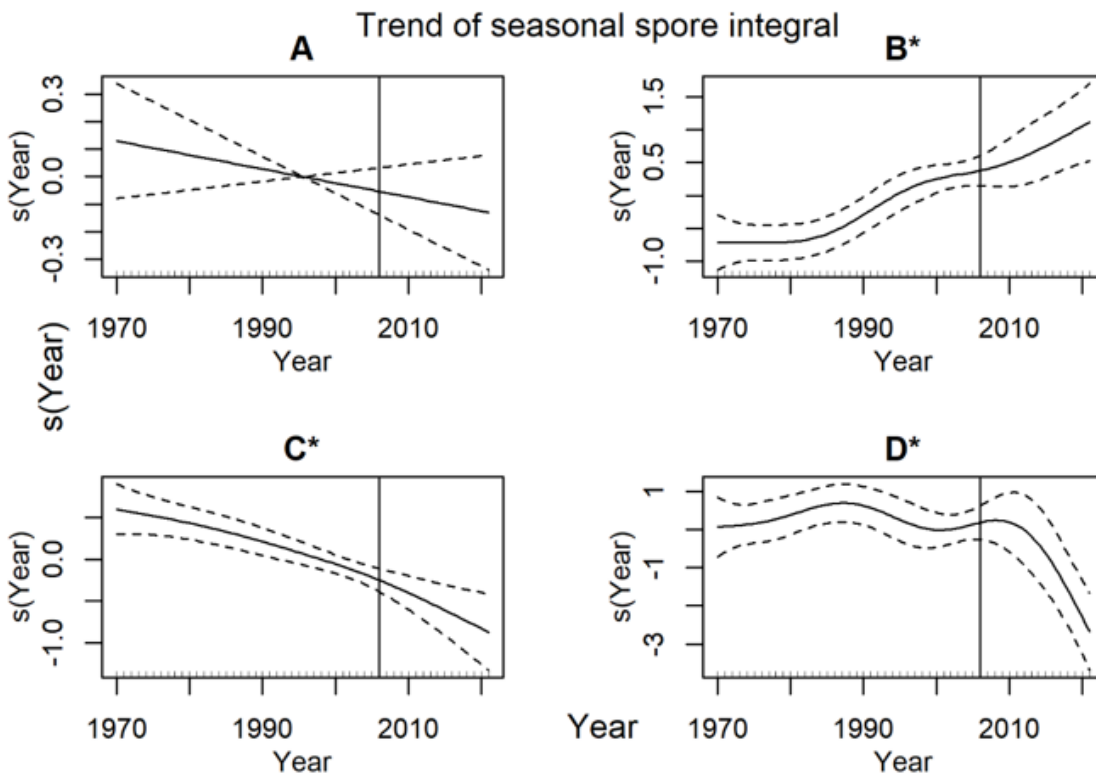 Trend of seasonal spore integral
A
s(Year)
0.3
0.0
-0.3
1970
1990
2010
Year
B*
s(Year)
1.5
0.5
-1.0
1970
1990
2010
Year
s(Year)
C*
s(Year)
0.0
-1.0
1970
1990
2010
Year
D*
s(Year)
1
-1
-3
1970
1990
2010
Year
Year